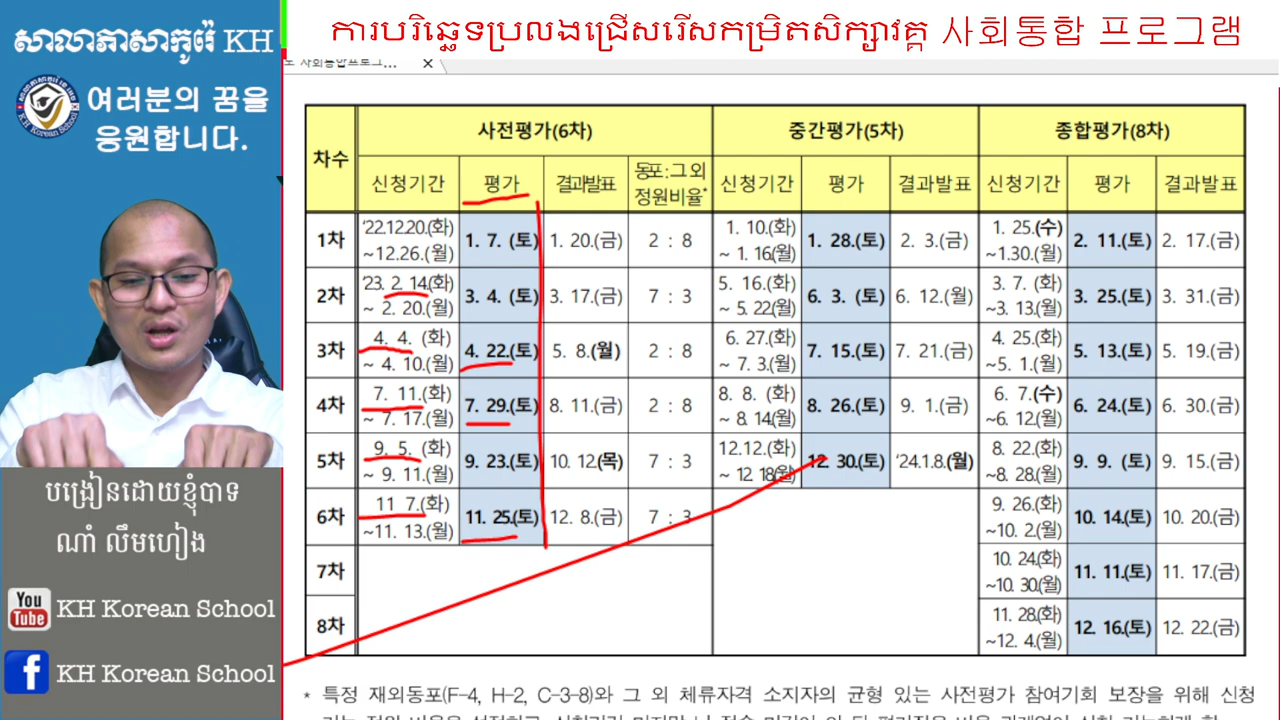 សាលាភាសាកូរ៉េ KH
여러분의 꿈을
응원합니다.
KH Korean School
បង្រៀនដោយខ្ញុំបាទ
ណាំ លឹមហៀង
YouTube KH Korean School
f KH Korean School
ការបរិច្ឆេទប្រលងជ្រើសរើសកម្រិតសិក្សាវគ្គ 사회통합 프로그램
사회통합프로그... ×
차수 사전평가(6차) 중간평가(5차) 종합평가(8차)
신청기간 평가 결과발표 동포:그 외 정원비율* 신청기간 평가 결과발표 신청기간 평가 결과발표
1차 '22.12.20.(화) ~12.26.(월) 1. 7. (토) 1. 20.(금) 2 : 8 1. 10.(화) ~ 1. 16.(월) 1. 28.(토) 2. 3.(금) 1. 25.(수) ~1.30.(월) 2. 11.(토) 2. 17.(금)
2차 '23. 2. 14.(화) ~ 2. 20.(월) 3. 4. (토) 3. 17.(금) 7 : 3 5. 16.(화) ~ 5. 22.(월) 6. 3. (토) 6. 12.(월) 3. 7. (화) ~3. 13.(월) 3. 25.(토) 3. 31.(금)
3차 4. 4. (화) ~ 4. 10.(월) 4. 22.(토) 5. 8.(월) 2 : 8 6. 27.(화) ~ 7. 3.(월) 7. 15.(토) 7. 21.(금) 4. 25.(화) ~5. 1.(월) 5. 13.(토) 5. 19.(금)
4차 7. 11.(화) ~ 7. 17.(월) 7. 29.(토) 8. 11.(금) 2 : 8 8. 8. (화) ~ 8. 14.(월) 8. 26.(토) 9. 1.(금) 6. 7.(수) ~6. 12.(월) 6. 24.(토) 6. 30.(금)
5차 9. 5. (화) ~ 9. 11.(월) 9. 23.(토) 10. 12.(목) 7 : 3 12.12.(화) ~ 12. 18.(월) 12. 30.(토) '24.1.8.(월) 8. 22.(화) ~8. 28.(월) 9. 9. (토) 9. 15.(금)
6차 11. 7.(화) ~11. 13.(월) 11. 25.(토) 12. 8.(금) 7 : 3 9. 26.(화) ~10. 2.(월) 10. 14.(토) 10. 20.(금)
7차 10. 24.(화) ~10. 30.(월) 11. 11.(토) 11. 17.(금)
8차 11. 28.(화) ~12. 4.(월) 12. 16.(토) 12. 22.(금)
* 특정 재외동포(F-4, H-2, C-3-8)와 그 외 체류자격 소지자의 균형 있는 사전평가 참여기회 보장을 위해 신청